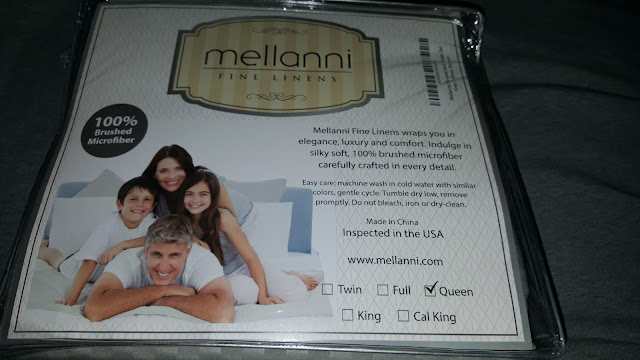 mellanni
FINE LINENS
100%
Brushed
Microfiber
Mellanni Fine Linens wraps you in
elegance, luxury and comfort. Indulge in
silky soft, 100% brushed microfiber
carefully crafted in every detail.
Easy care: machine wash in cold water with similar
colors, gentle cycle. Tumble dry low, remove
promptly. Do not bleach, iron or dry-clean.
Made in China
Inspected in the USA
www.mellanni.com
Twin Full Queen
King Cal King